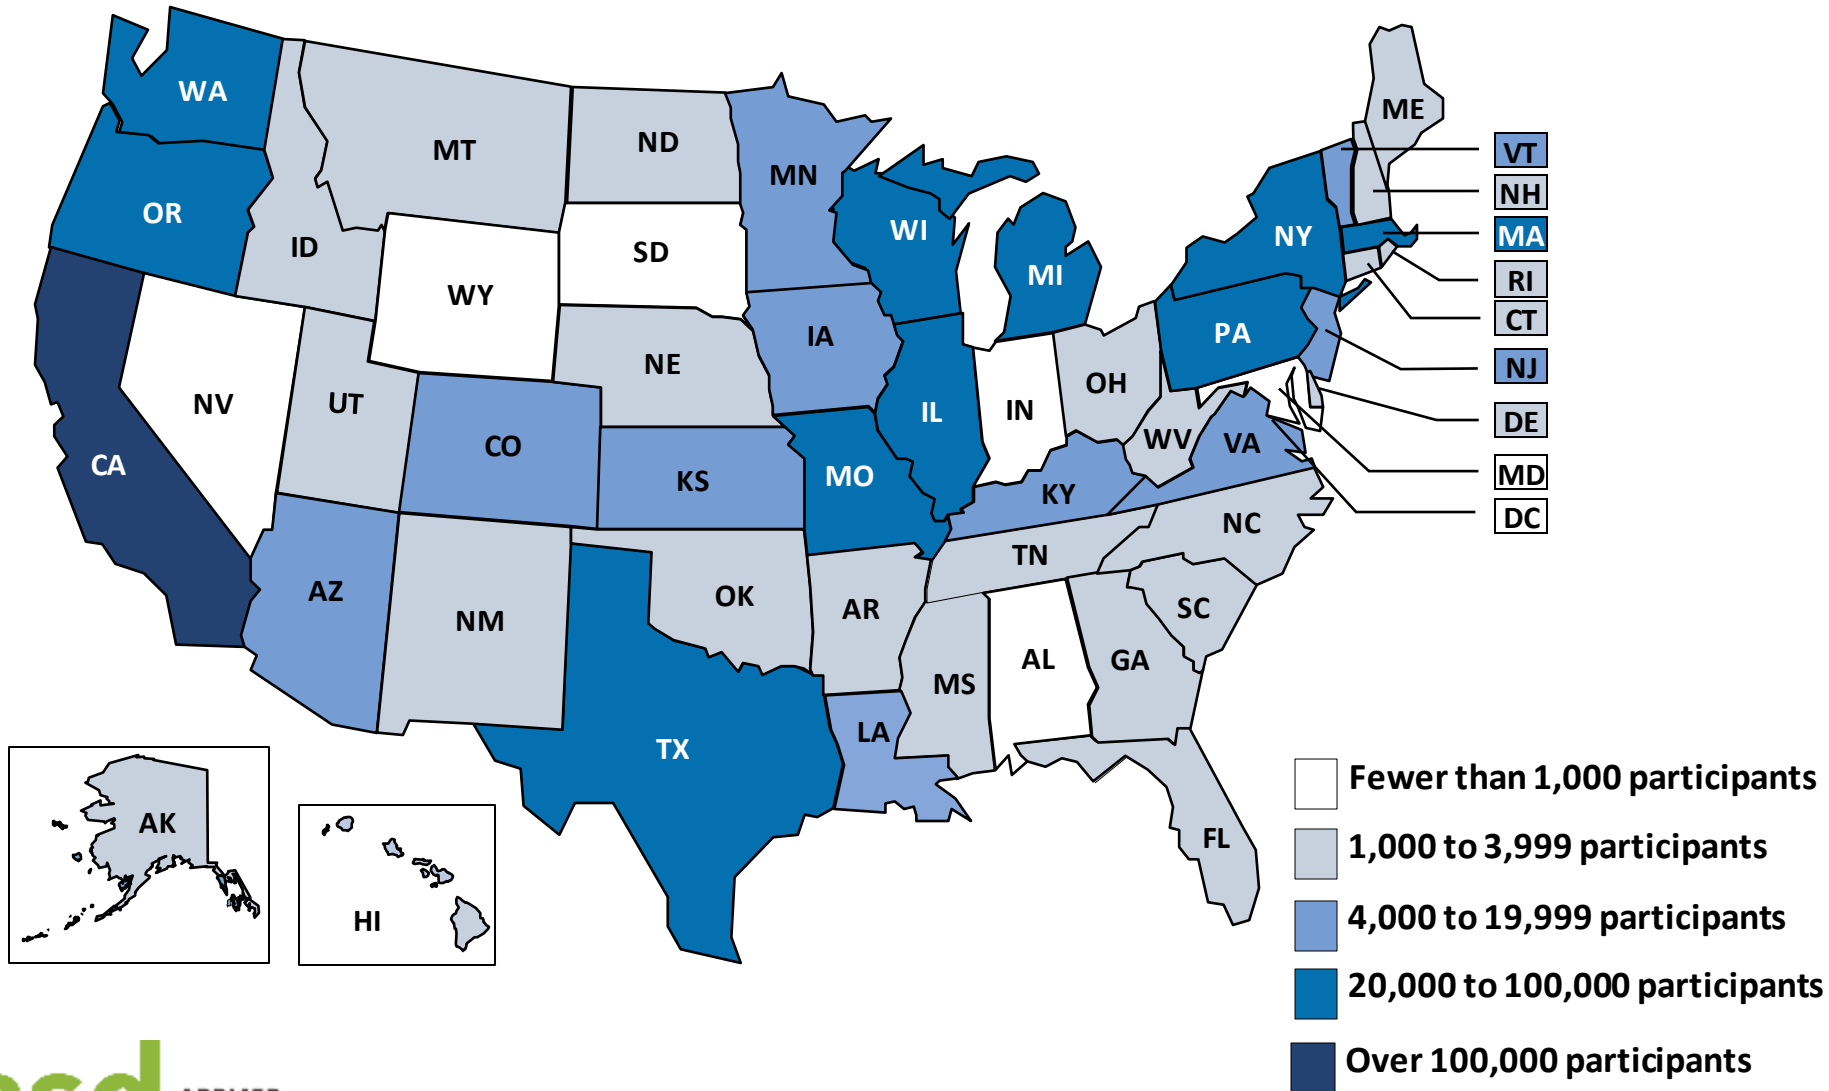 WA
MT
ND
MN
ME
VT
NH
MA
RI
CT
NJ
DE
MD
DC
OR
ID
WY
SD
WI
MI
NY
PA
IA
NE
NV
UT
CO
KS
MO
IL
IN
OH
WV
VA
KY
CA
AZ
NM
OK
AR
TN
NC
SC
MS
AL
GA
LA
TX
FL
AK
HI
Fewer than 1,000 participants
1,000 to 3,999 participants
4,000 to 19,999 participants
20,000 to 100,000 participants
Over 100,000 participants